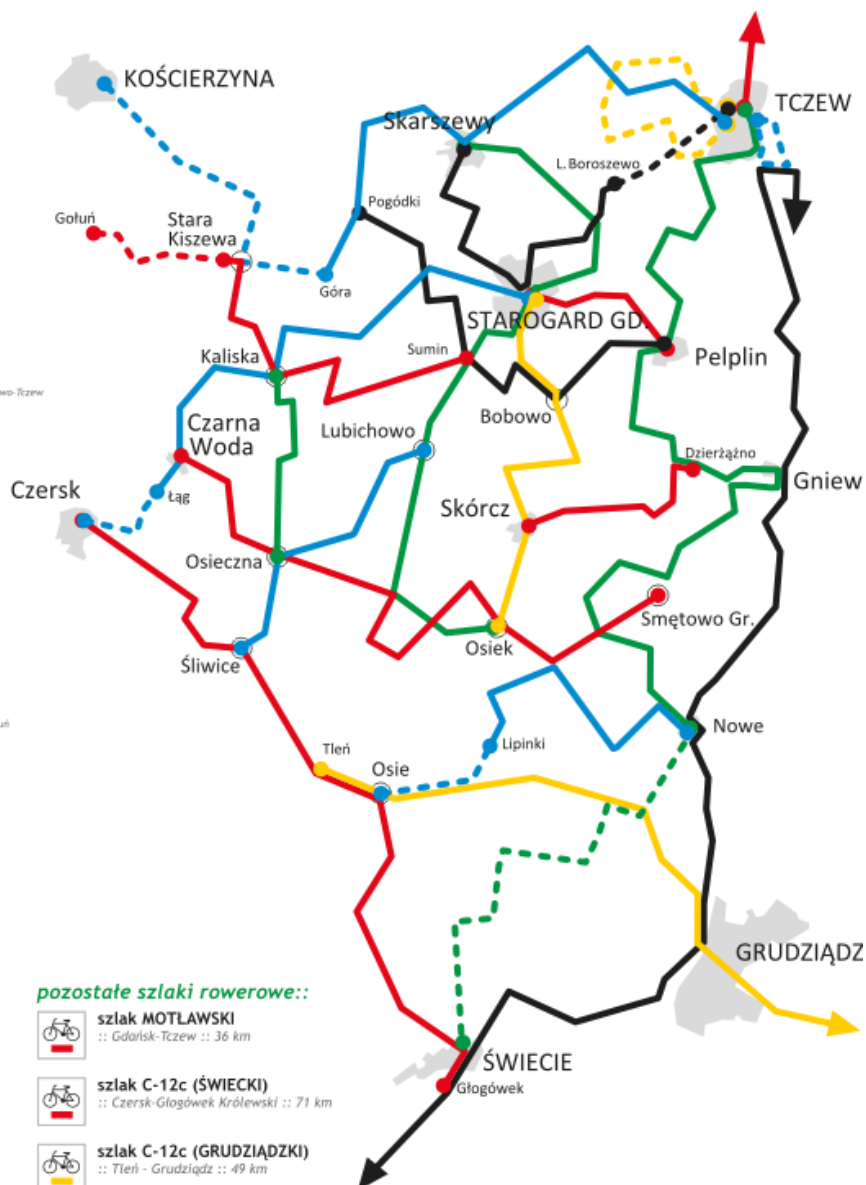 KOŚCIERZYNA
TCZEW
Skarszewy
L. Boroszewo
Pogódki
Gołuń
Stara
Kiszewa
Góra
STAROGARD GD.
Kaliska
Sumin
Pelplin
wo-Tczew
Bobowo
Czarna
Woda
Lubichowo
Dzierżążno
Gniew
Czersk
Łąg
Skórcz
Osieczna
Smętowo Gr.
Osiek
Śliwice
Nowe
Lipinki
Tleń
Osie
GRUDZIĄDZ
pozostałe szlaki rowerowe::
szlak MOTŁAWSKI
:: Gdańsk-Tczew :: 36 km
ŚWIECIE
szlak C-12c (ŚWIECKI)
:: Czersk-Głogówek Królewski :: 71 km
Głogówek
szlak C-12c (GRUDZIĄDZKI)
:: Tleń - Grudziądz :: 49 km